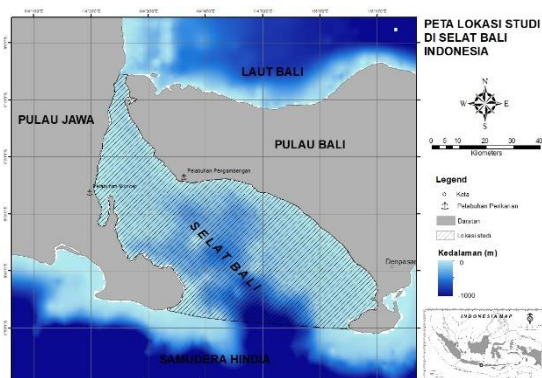 PETA LOKASI STUDI
DI SELAT BALI
INDONESIA
LAUT BALI
PULAU JAWA
PULAU BALI
N
W E
S
0 5 10 20 30 40
Kilometers
Pelabuhan Pengambengan
Pelabuhan Muncar
SELAT BALI
Denpasar
SAMUDERA HINDIA
Legend
Kota
Pelabuhan Perikanan
Daratan
Lokasi studi
Kedalaman (m)
0
-1000
INDONESIA MAP